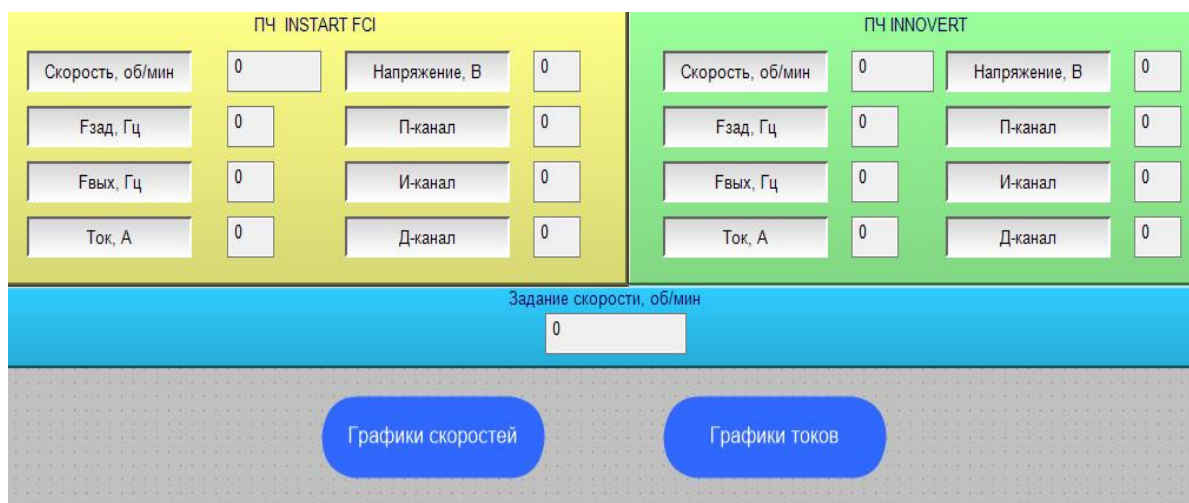 ПЧ INSTART FCI
Скорость, об/мин 0 Напряжение, В 0
Fзад, Гц 0 П-канал 0
Fвых, Гц 0 И-канал 0
Ток, А 0 Д-канал 0
ПЧ INNOVERT
Скорость, об/мин 0 Напряжение, В 0
Fзад, Гц 0 П-канал 0
Fвых, Гц 0 И-канал 0
Ток, А 0 Д-канал 0
Задание скорости, об/мин
0
Графики скоростей
Графики токов